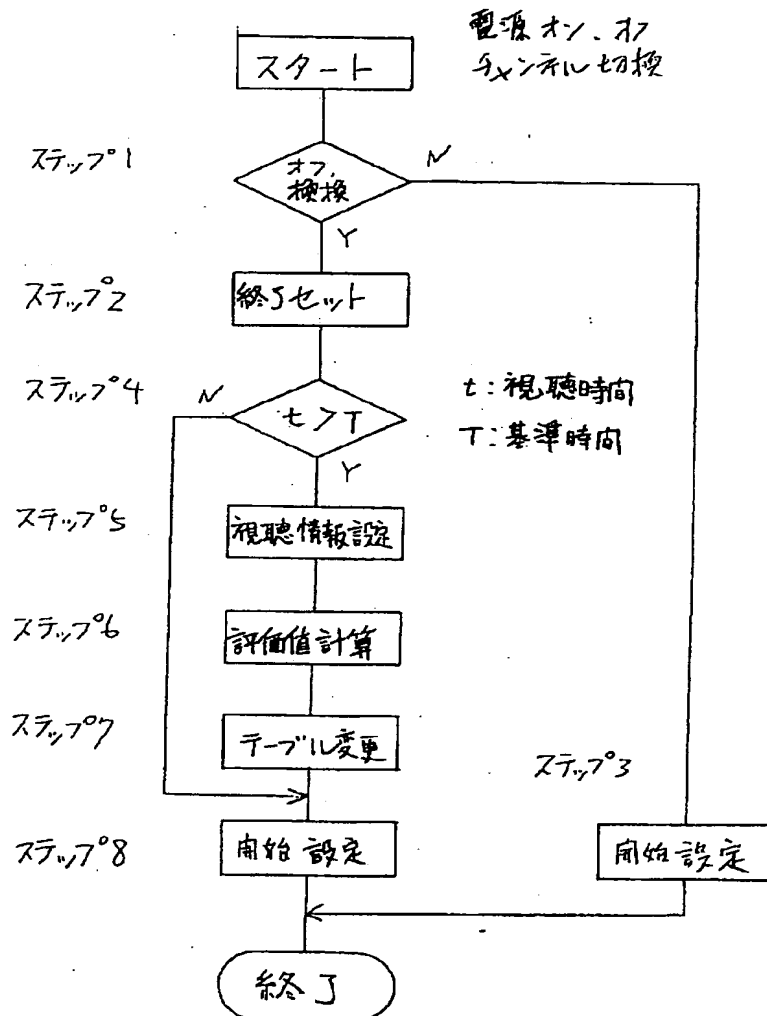 電源オン、オフ
チャンネル切換
スタート
ステップ1
オフ、
N
Y
ステップ2
終了セット
ステップ4
N
t>T
t:視聴時間
T:基準時間
Y
ステップ5
視聴情報設定
ステップ6
評価値計算
ステップ7
テーブル変更
ステップ3
ステップ8
開始設定
開始設定
終了